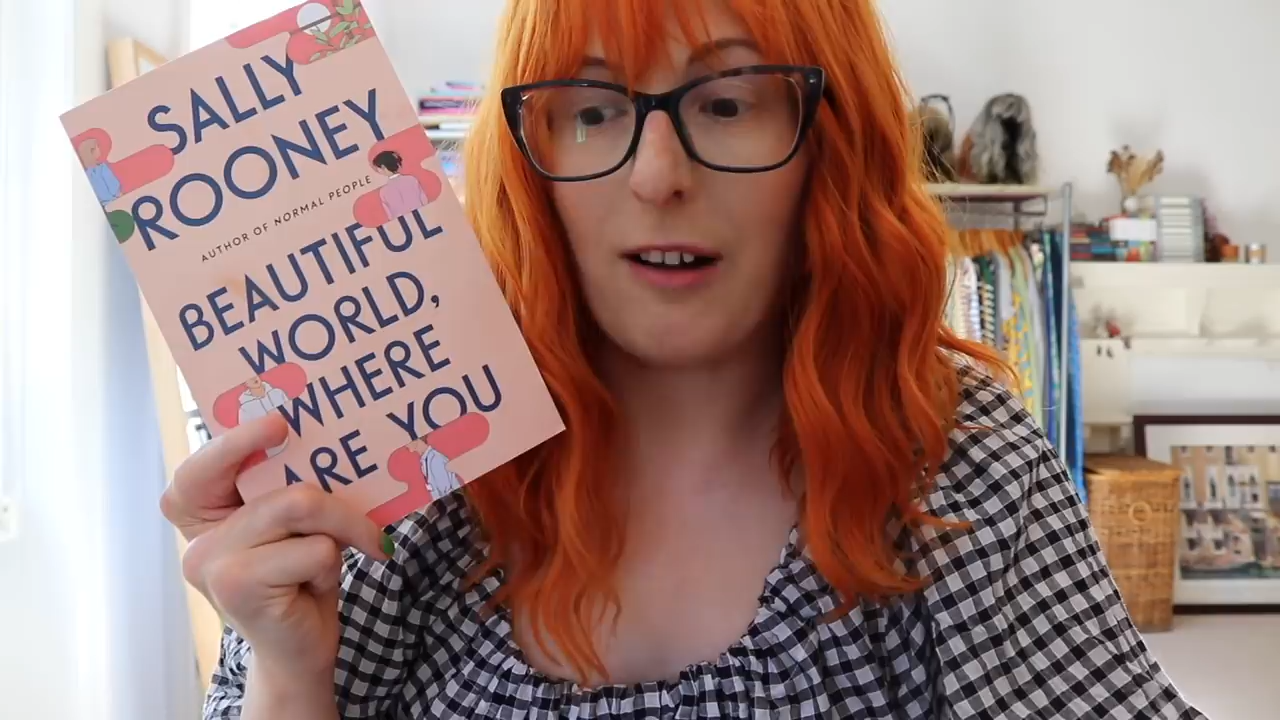 SALLY
ROONEY
AUTHOR OF NORMAL PEOPLE
BEAUTIFUL
WORLD,
WHERE
ARE YOU